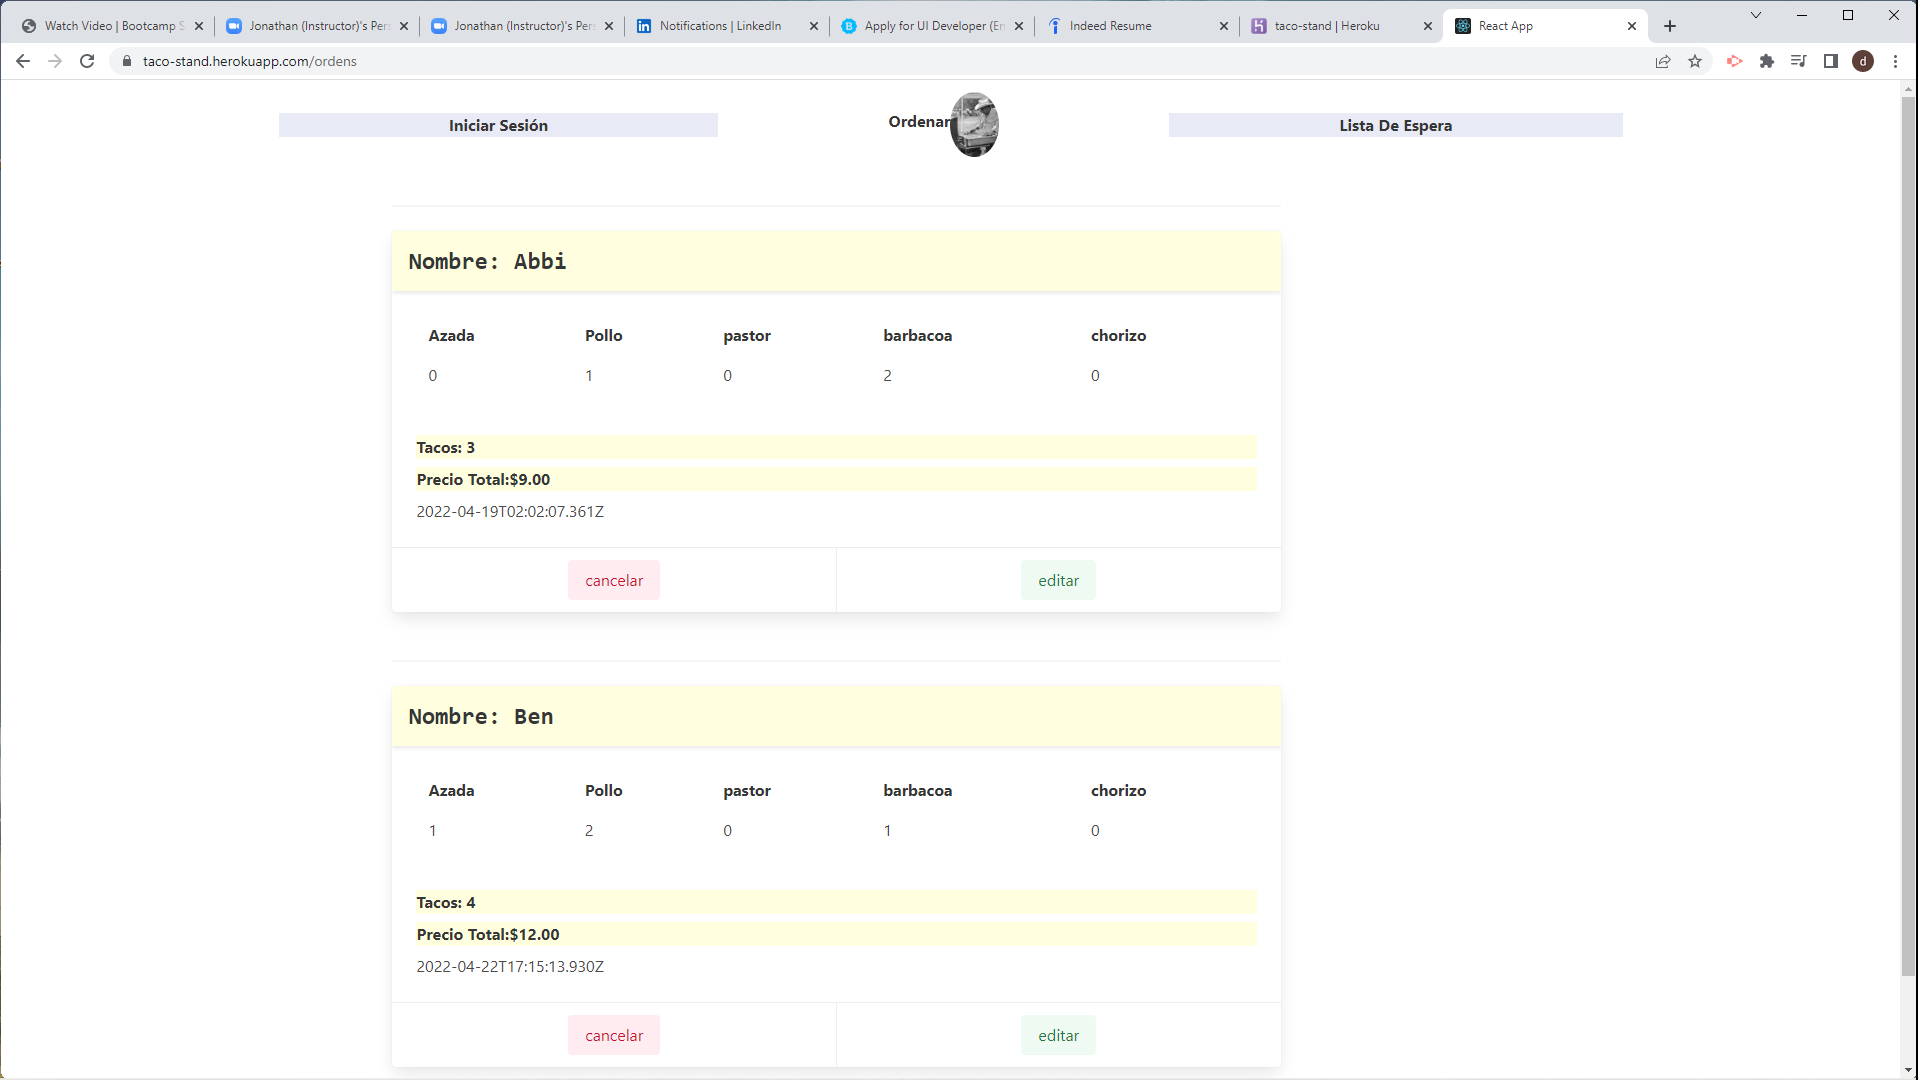 Watch Video | Bootcamp S
Jonathan (Instructor)'s Pers
Jonathan (Instructor)'s Pers
Notifications | LinkedIn
Apply for UI Developer (En
Indeed Resume
taco-stand | Heroku
React App
taco-stand.herokuapp.com/ordens
d
Iniciar Sesión
Ordenar
Lista De Espera
Nombre: Abbi
Azada Pollo pastor barbacoa chorizo
0 1 0 2 0
Tacos: 3
Precio Total:$9.00
2022-04-19T02:02:07.361Z
cancelar editar
Nombre: Ben
Azada Pollo pastor barbacoa chorizo
1 2 0 1 0
Tacos: 4
Precio Total:$12.00
2022-04-22T17:15:13.930Z
cancelar editar